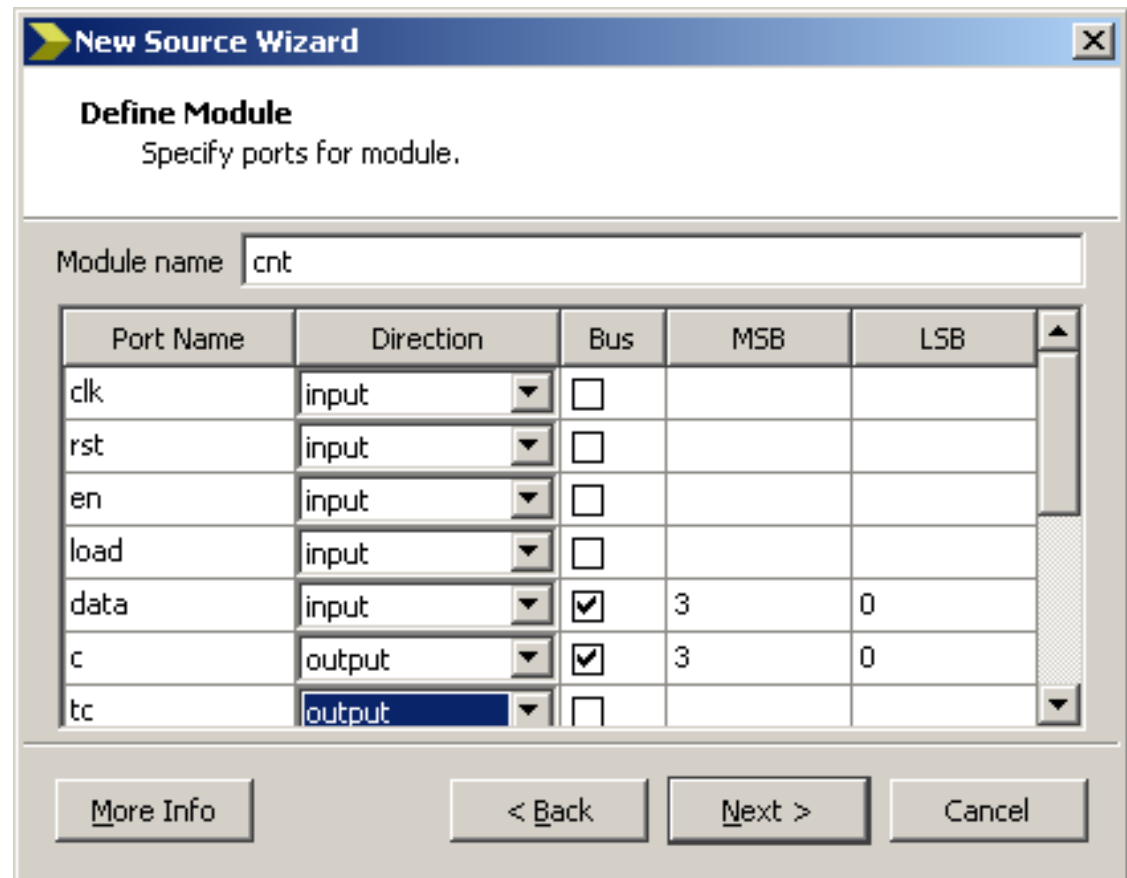 New Source Wizard
Define Module
Specify ports for module.
Module name cnt
Port Name Direction Bus MSB LSB
clk input
rst input
en input
load input
data input 3 0
c output 3 0
tc output
More Info < Back Next > Cancel